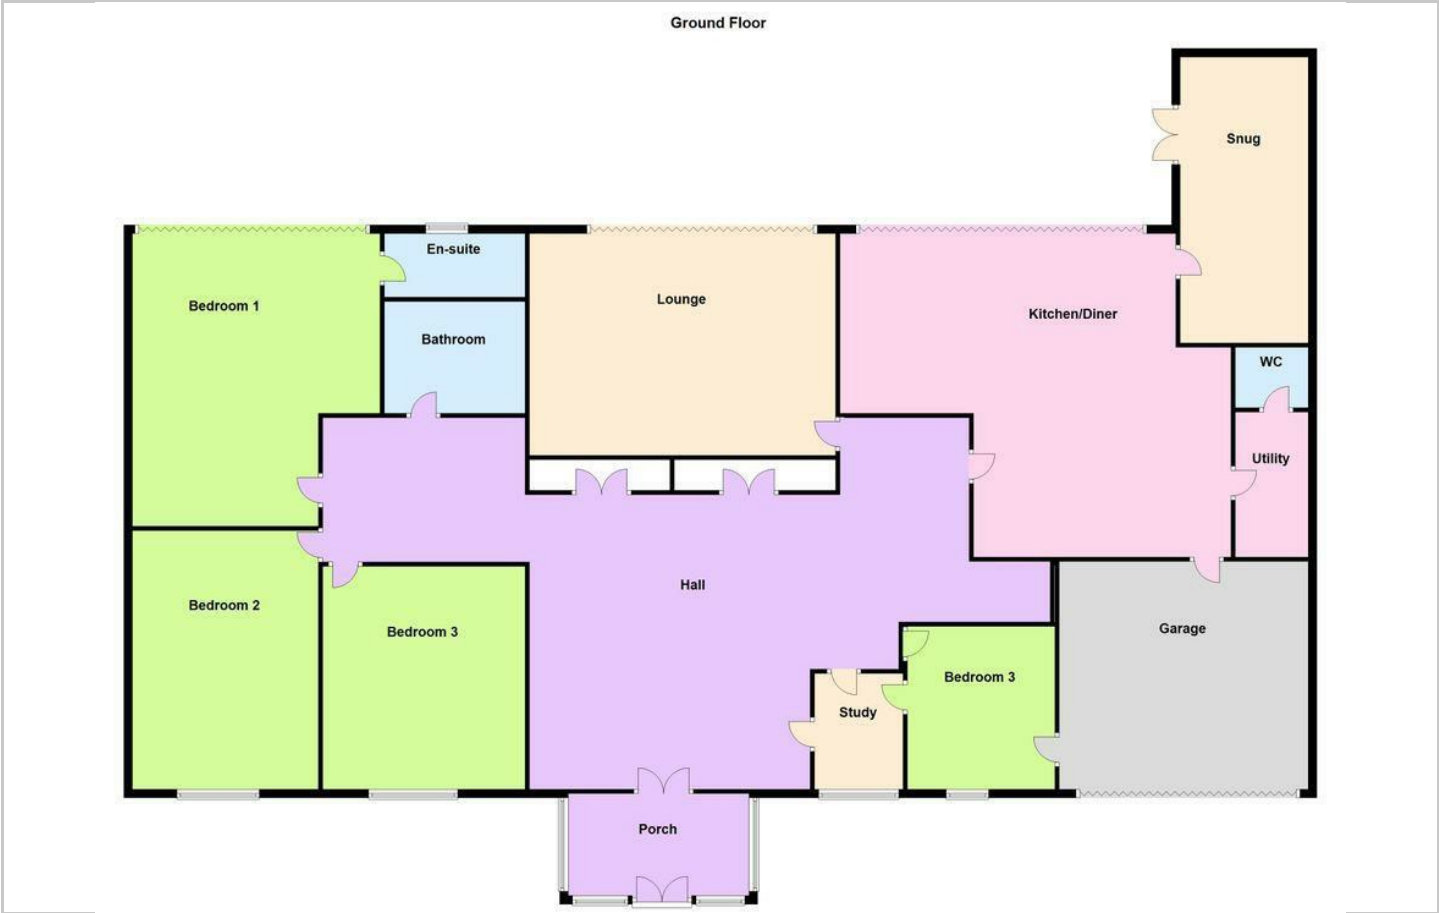 Ground Floor
Snug
En-suite
Lounge
Bedroom 1
Kitchen/Diner
Bathroom
WC
Utility
Hall
Bedroom 2
Bedroom 3
Garage
Bedroom 3
Study
Porch